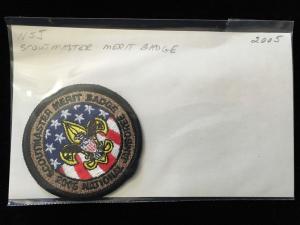 NSJ 2005
SCOUTMASTER MERIT BADGE
SCOUTMASTER MERIT BADGE
2005 NATIONAL JAMBOREE